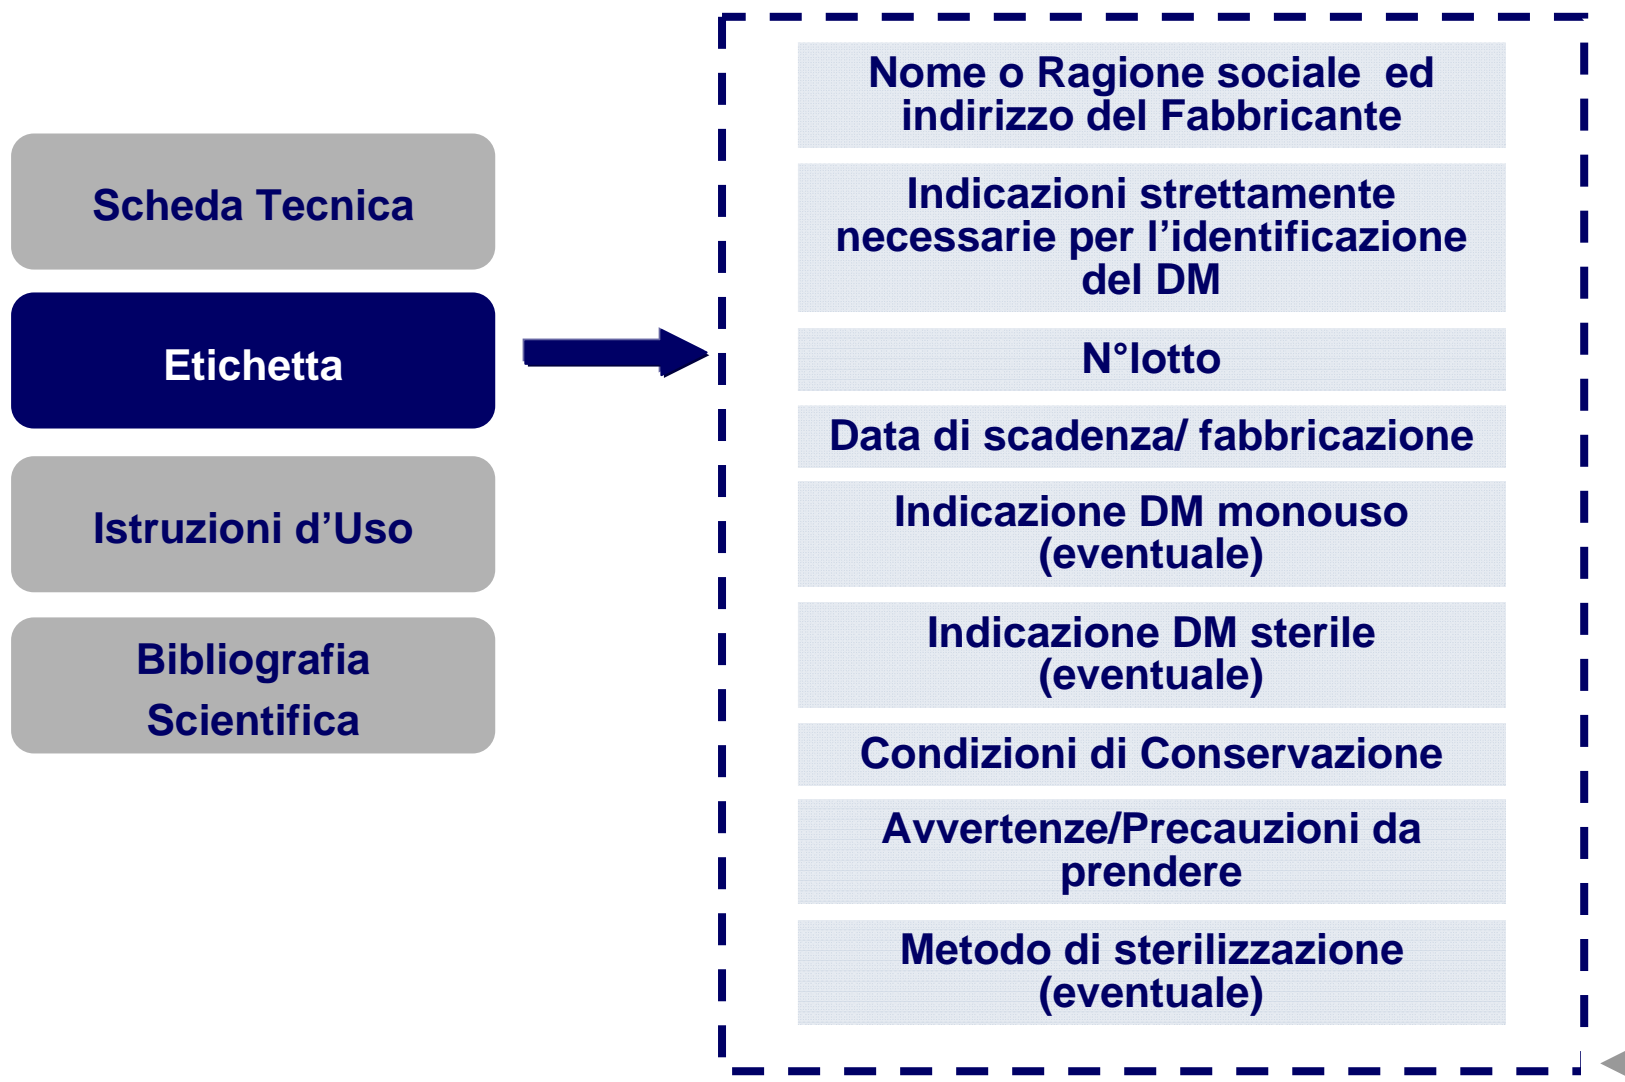 Scheda Tecnica
Etichetta
Istruzioni d’Uso
Bibliografia
Scientifica
Nome o Ragione sociale ed
indirizzo del Fabbricante
Indicazioni strettamente
necessarie per l’identificazione
del DM
N°lotto
Data di scadenza/ fabbricazione
Indicazione DM monouso
(eventuale)
Indicazione DM sterile
(eventuale)
Condizioni di Conservazione
Avvertenze/Precauzioni da
prendere
Metodo di sterilizzazione
(eventuale)